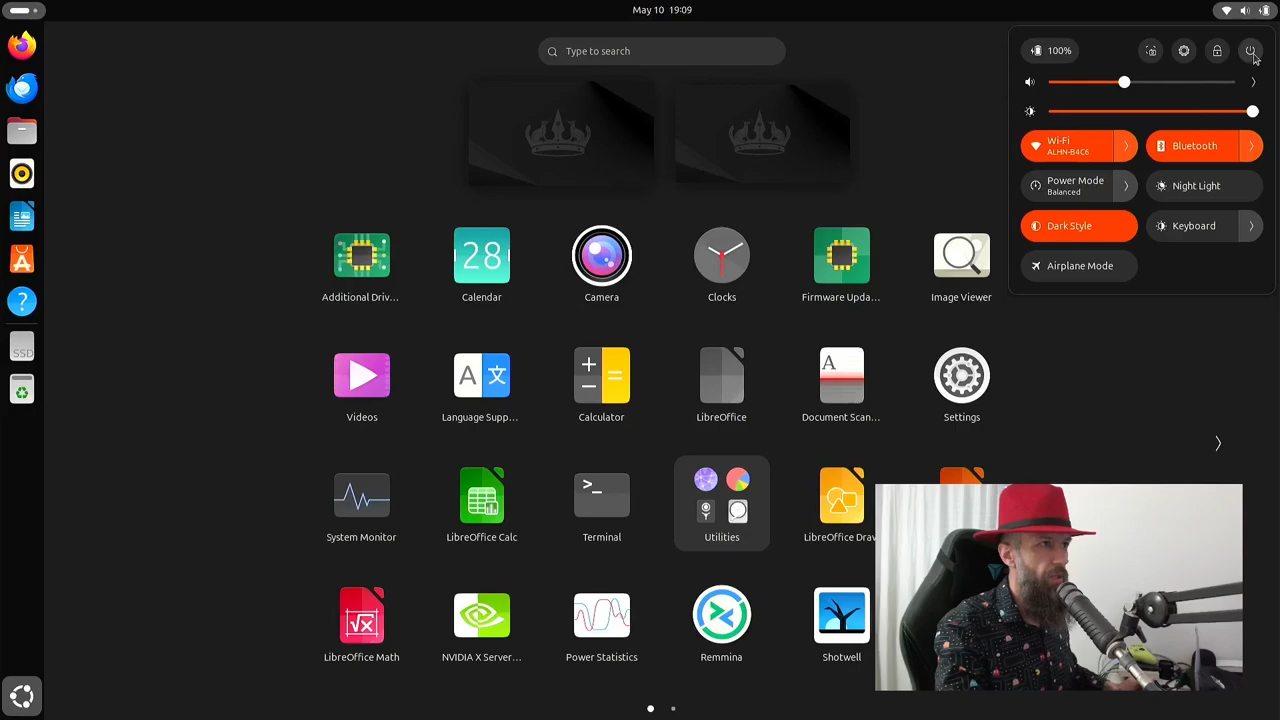 May 10 19:09
Type to search
100%
Wi-Fi
ALHN-B4C6
Bluetooth
Power Mode
Balanced
Night Light
Dark Style
Keyboard
Airplane Mode
28
Additional Driv...
Calendar
Camera
Clocks
Firmware Upda...
Image Viewer
A 文
A
Videos
Language Supp...
Calculator
LibreOffice
Document Scan...
Settings
SSD
>_
System Monitor
LibreOffice Calc
Terminal
Utilities
LibreOffice Dra
LibreOffice Math
NVIDIA X Server...
Power Statistics
Remmina
Shotwell